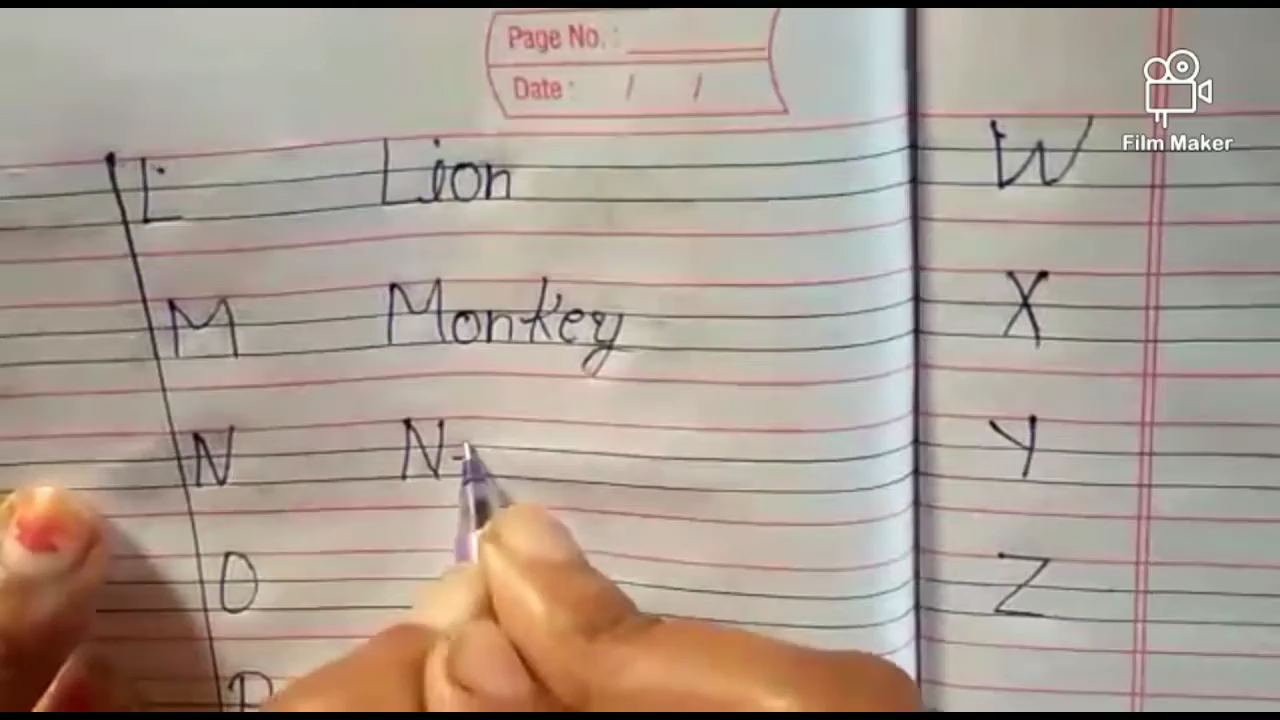 Page No. :
Date : / /
Film Maker
L Lion W
M Monkey X
N N Y
O Z
P